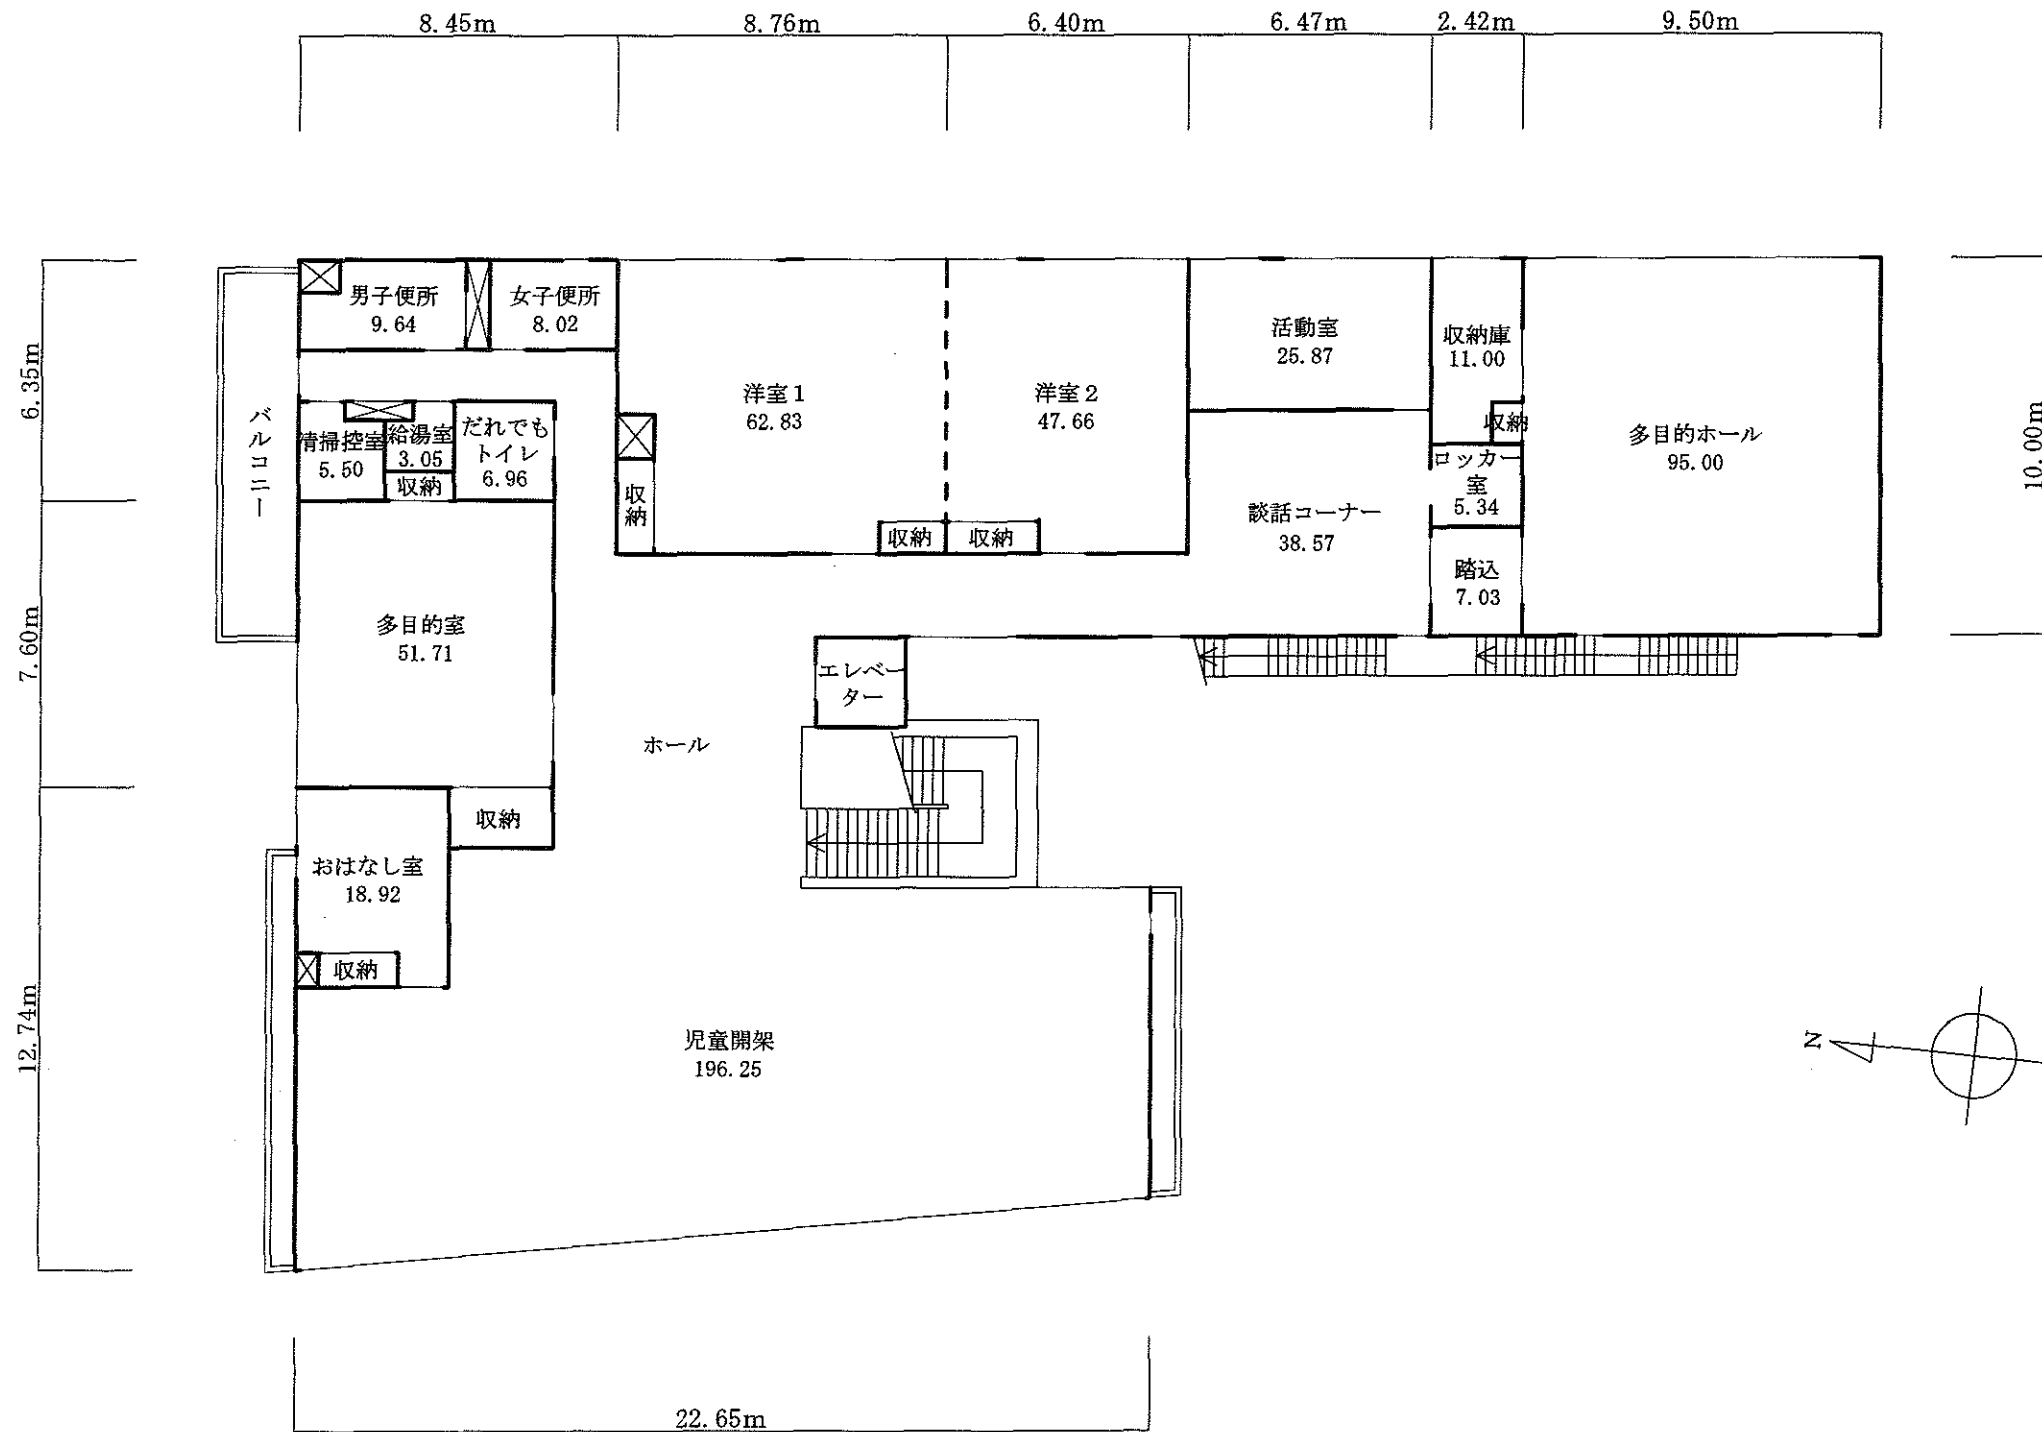 8.45m
8.76m
6.40m
6.47m
2.42m
9.50m
6.35m
7.60m
12.74m
10.00m
22.65m
バルコニー
男子便所
9.64
女子便所
8.02
清掃控室
5.50
給湯室
3.05
収納
だれでも
トイレ
6.96
洋室1
62.83
収納
収納
洋室2
47.66
収納
活動室
25.87
談話コーナー
38.57
収納庫
11.00
収納
ロッカー
室
5.34
踏込
7.03
多目的ホール
95.00
多目的室
51.71
収納
エレベー
ター
ホール
おはなし室
18.92
収納
児童開架
196.25
N